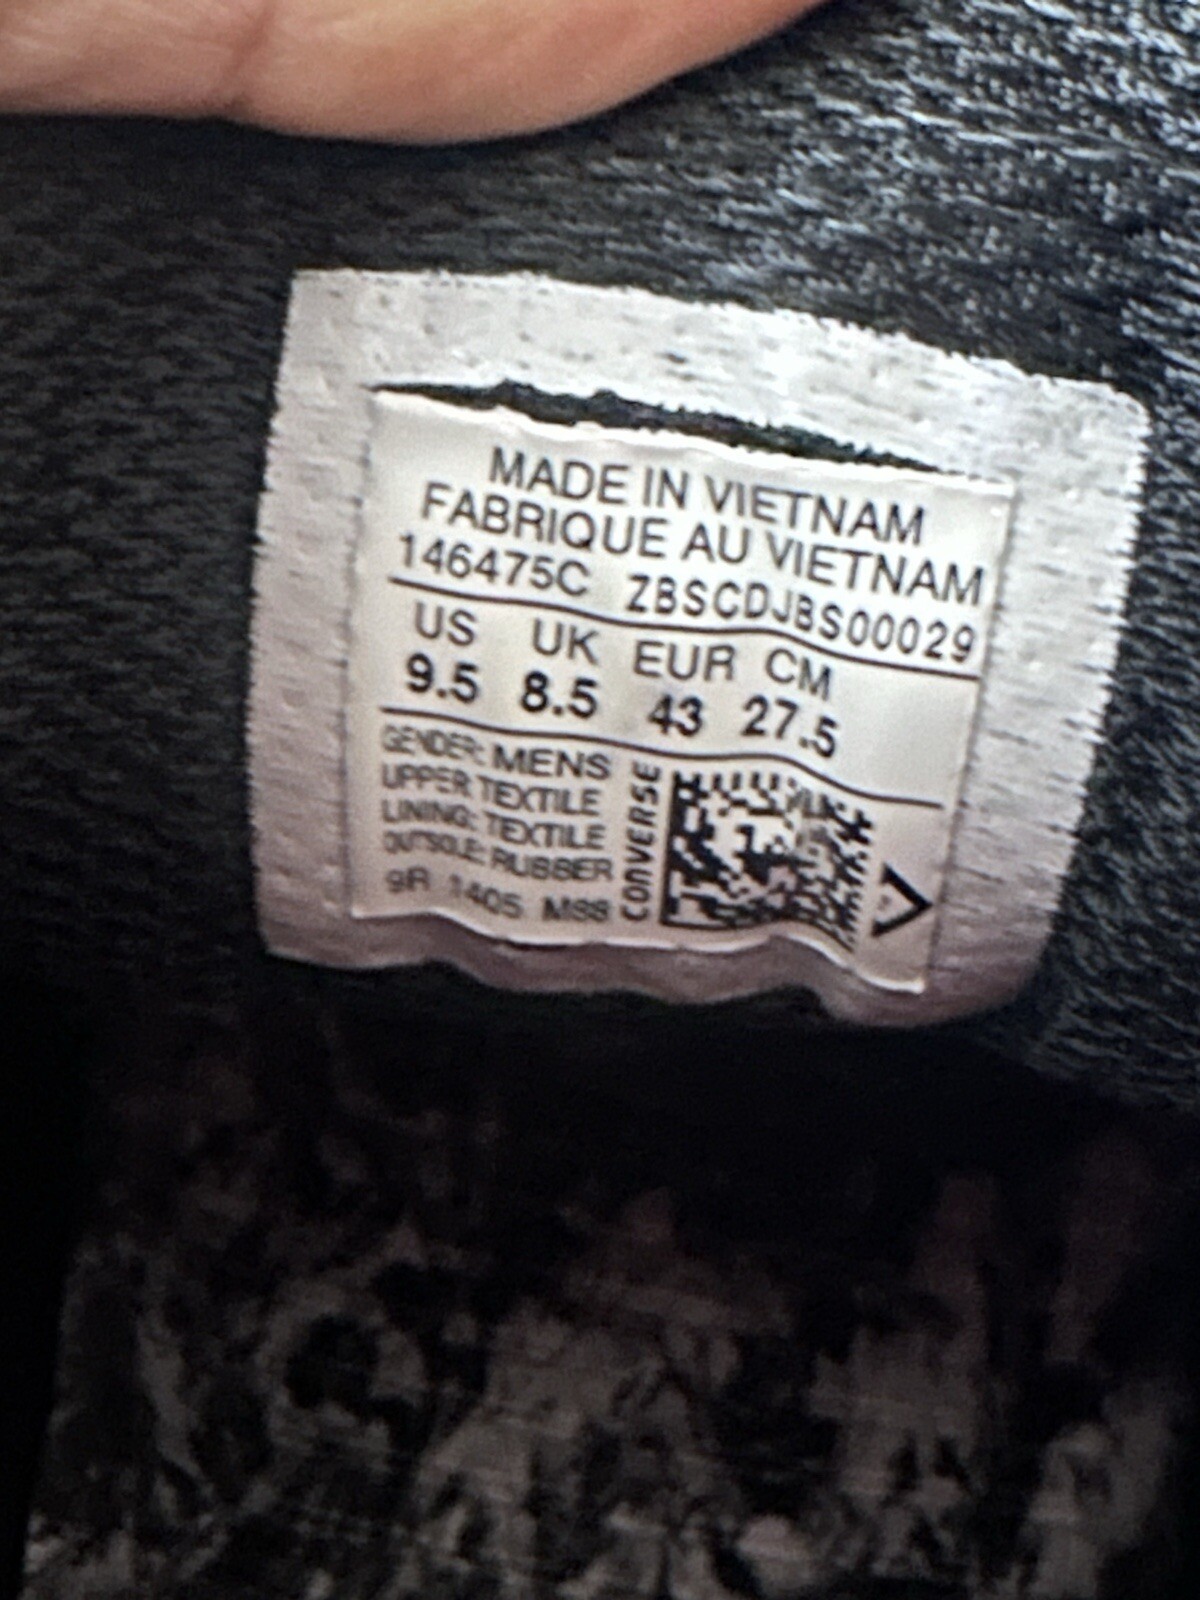 MADE IN VIETNAM
FABRIQUE AU VIETNAM
146475C ZBSCDJBS00029
US UK EUR CM
9.5 8.5 43 27.5
GENDER: MENS
UPPER TEXTILE
LINING: TEXTILE
OUTSOLE: RUBBER
9R 1405 M98
CONVERSE